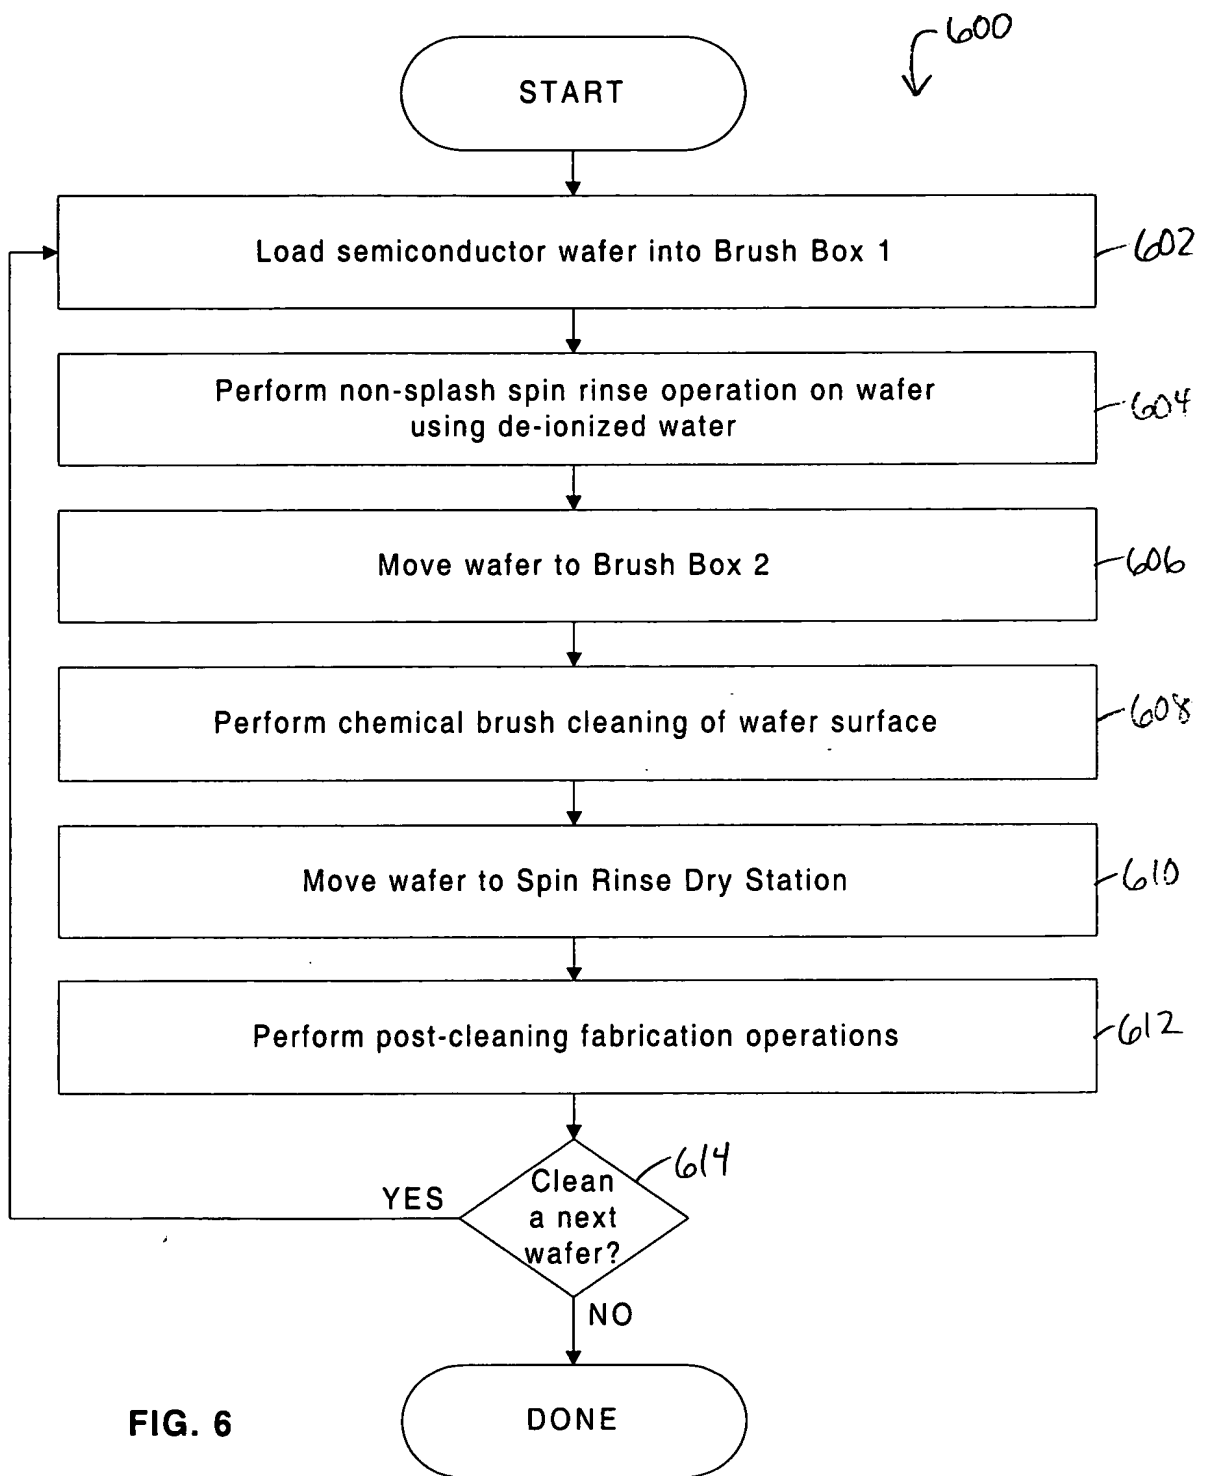 600
START
Load semiconductor wafer into Brush Box 1
602
Perform non-splash spin rinse operation on wafer
using de-ionized water
604
Move wafer to Brush Box 2
606
Perform chemical brush cleaning of wafer surface
608
Move wafer to Spin Rinse Dry Station
610
Perform post-cleaning fabrication operations
612
614
Clean
a next
wafer?
YES
NO
DONE
FIG. 6